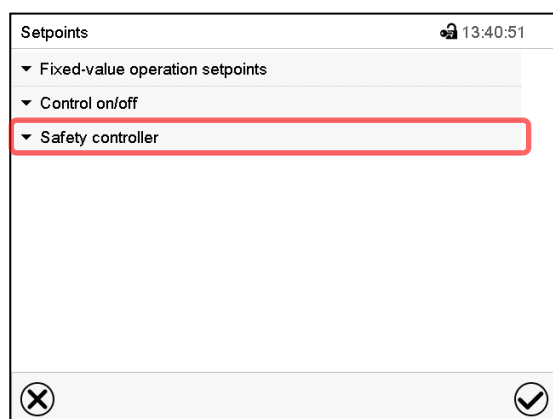 Setpoints 13:40:51
Fixed-value operation setpoints
Control on/off
Safety controller